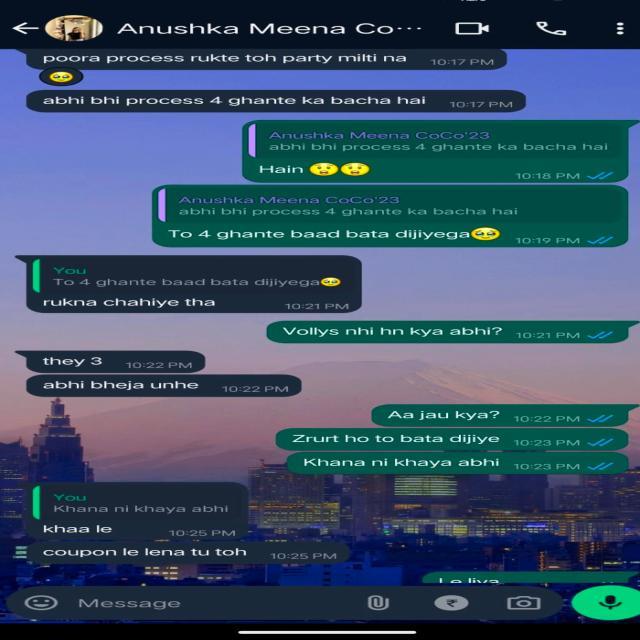 Anushka Meena Co...
poora process rukte toh party milti na 10:17 PM
abhi bhi process 4 ghante ka bacha hai 10:17 PM
Anushka Meena CoCo'23
abhi bhi process 4 ghante ka bacha hai
Hain 😲😲 10:18 PM
Anushka Meena CoCo'23
abhi bhi process 4 ghante ka bacha hai
To 4 ghante baad bata dijiyega🥹 10:19 PM
You
To 4 ghante baad bata dijiyega🥹
rukna chahiye tha 10:21 PM
Vollys nhi hn kya abhi? 10:21 PM
they 3 10:22 PM
abhi bheja unhe 10:22 PM
Aa jau kya? 10:22 PM
Zrurt ho to bata dijiye 10:23 PM
Khana ni khaya abhi 10:23 PM
You
Khana ni khaya abhi
khaa le 10:25 PM
coupon le lena tu toh 10:25 PM
Le liya
Message